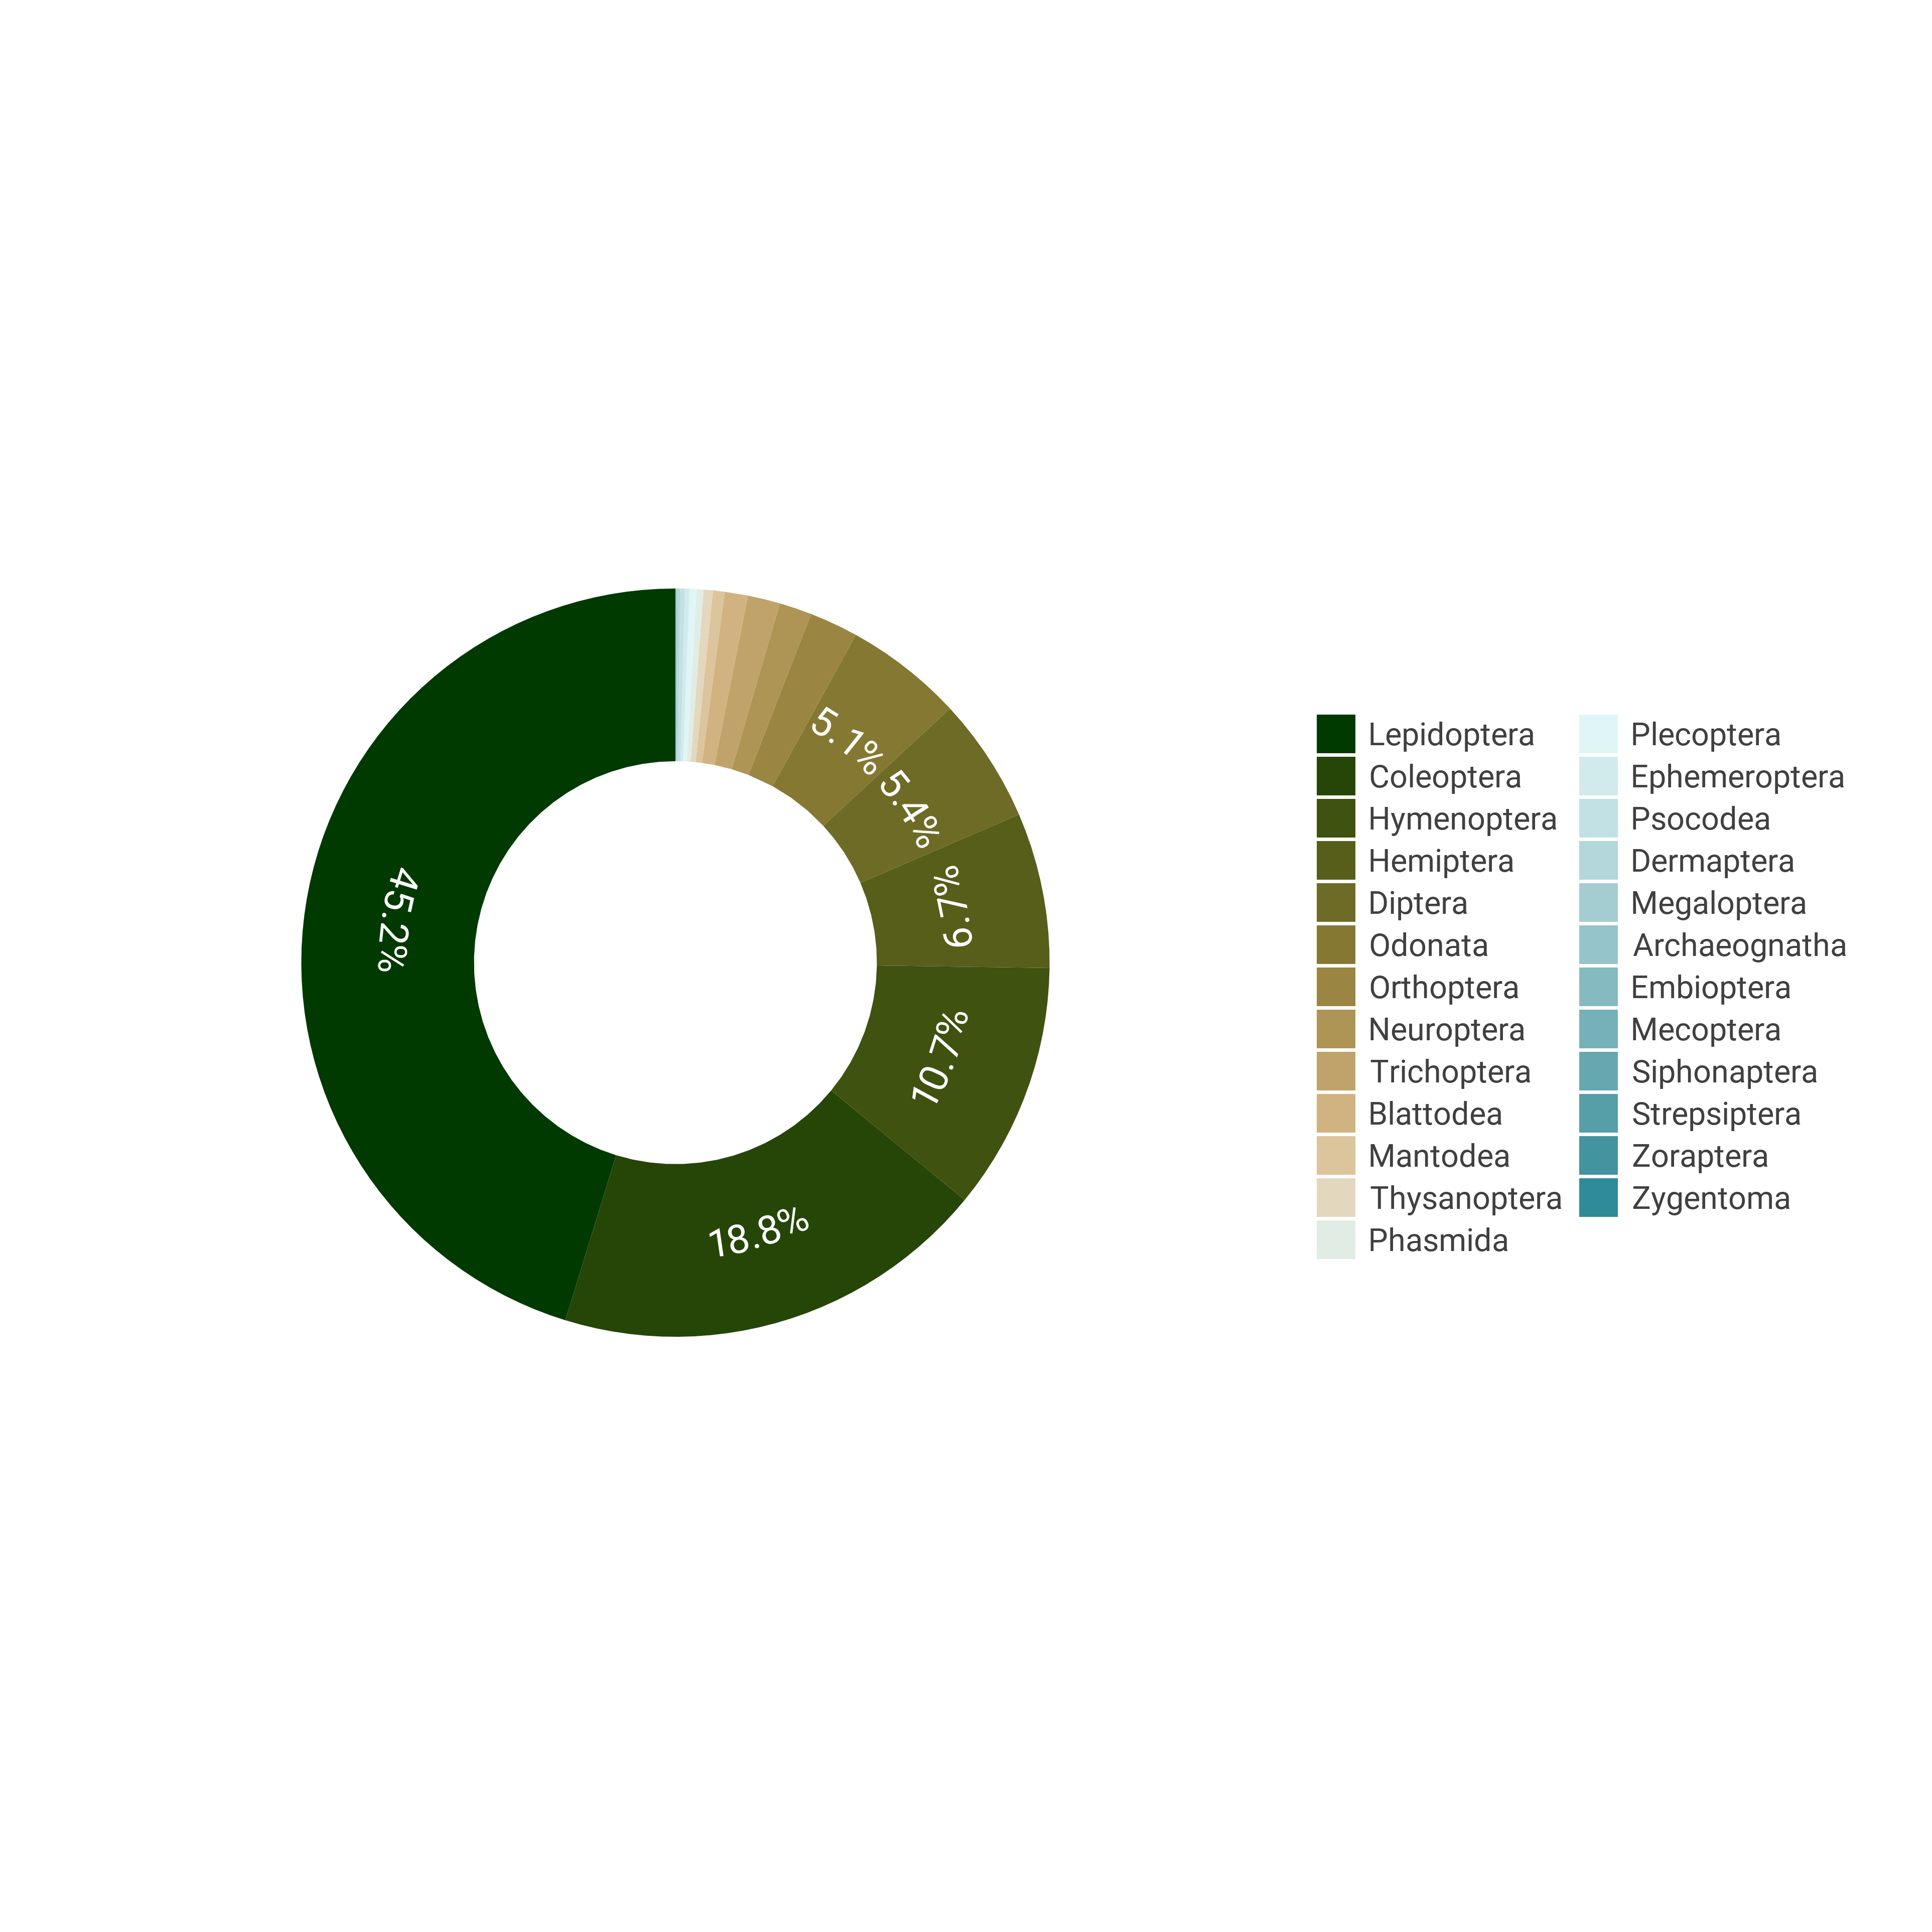 5.1%
5.4%
6.7%
45.2%
10.7%
18.8%
Lepidoptera
Coleoptera
Hymenoptera
Hemiptera
Diptera
Odonata
Orthoptera
Neuroptera
Trichoptera
Blattodea
Mantodea
Thysanoptera
Phasmida
Plecoptera
Ephemeroptera
Psocodea
Dermaptera
Megaloptera
Archaeognatha
Embioptera
Mecoptera
Siphonaptera
Strepsiptera
Zoraptera
Zygentoma